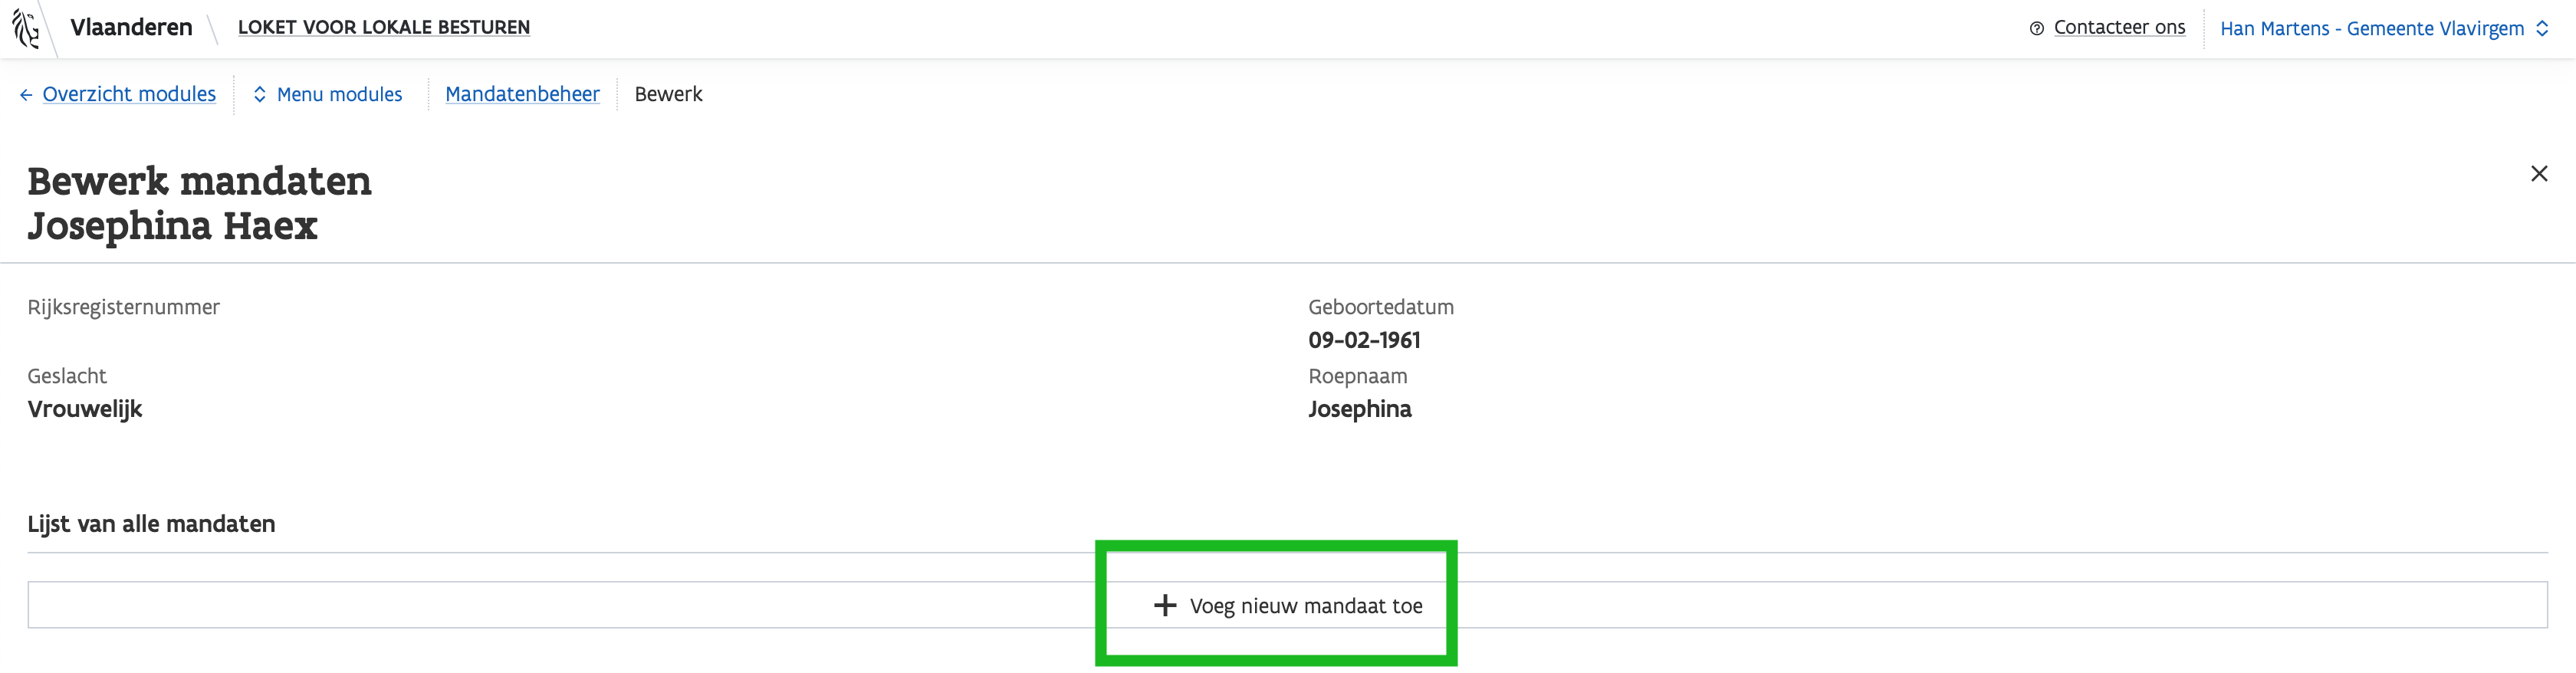 Vlaanderen LOKET VOOR LOKALE BESTUREN Contacteer ons Han Martens - Gemeente Vlavirgem
Overzicht modules Menu modules Mandatenbeheer Bewerk
Bewerk mandaten
Josephina Haex
Rijksregisternummer
Geboortedatum
09-02-1961
Geslacht
Vrouwelijk
Roepnaam
Josephina
Lijst van alle mandaten
Voeg nieuw mandaat toe